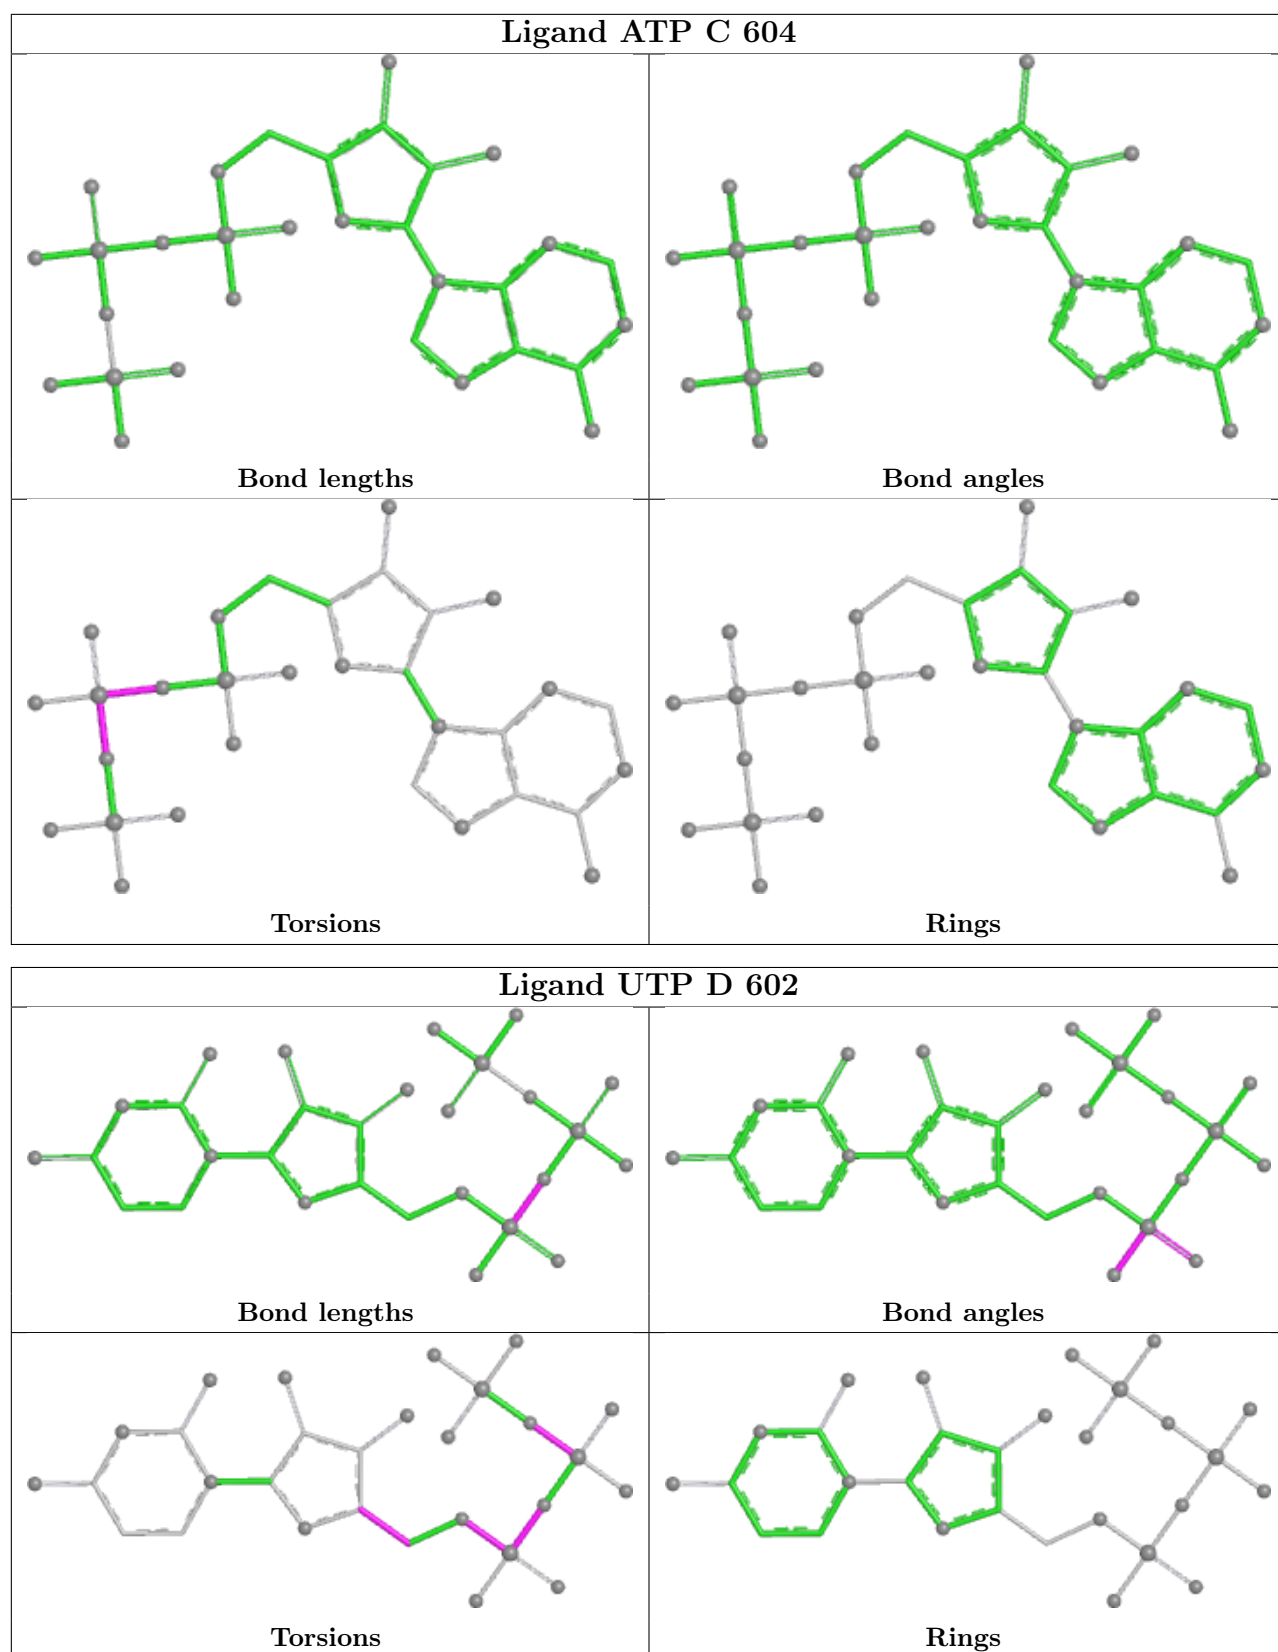 Ligand ATP C 604
Bond lengths
Bond angles
Torsions
Rings
Ligand UTP D 602
Bond lengths
Bond angles
Torsions
Rings